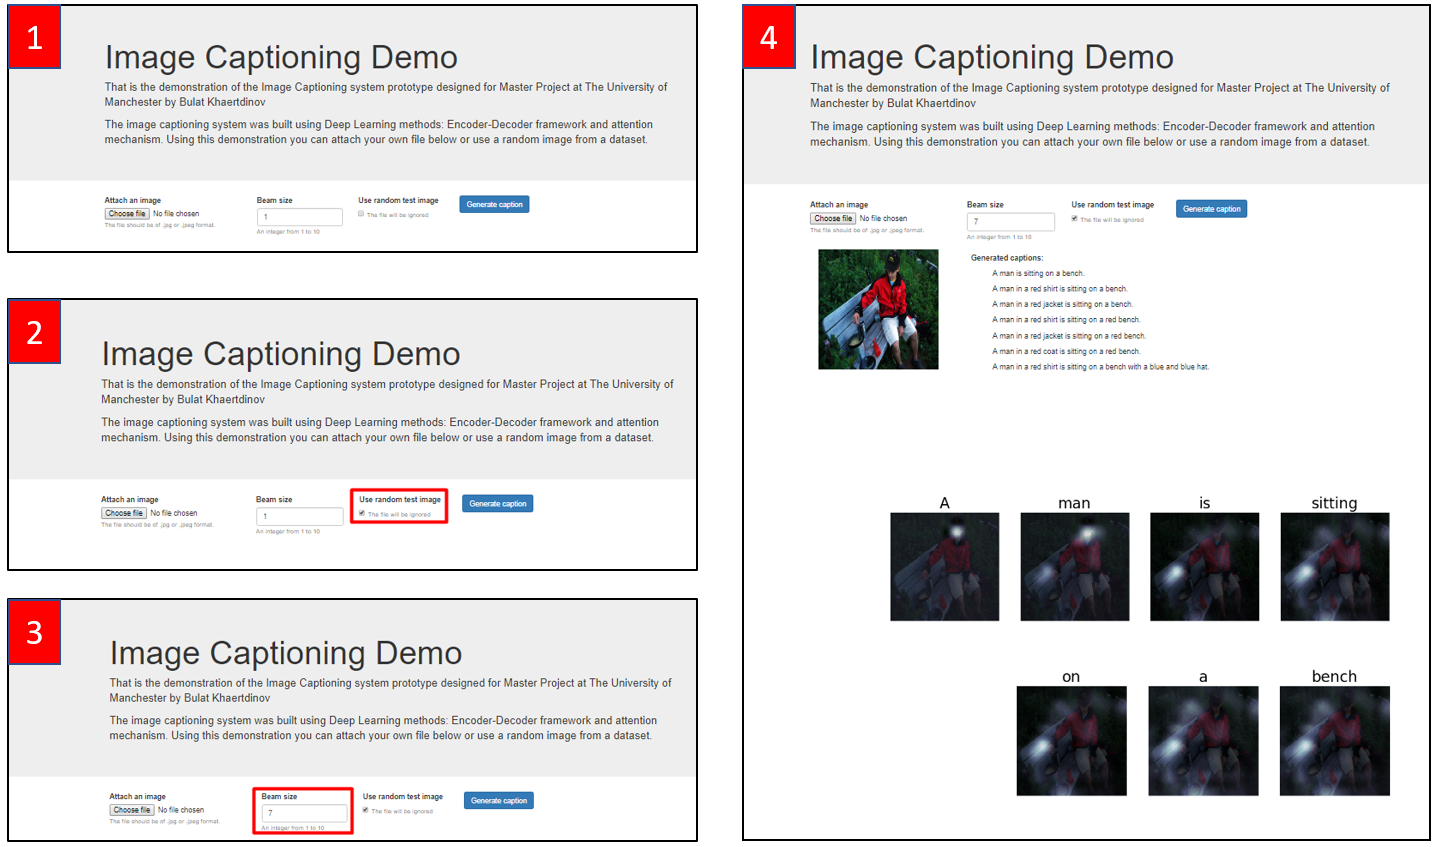 1
Image Captioning Demo
That is the demonstration of the Image Captioning system prototype designed for Master Project at The University of
Manchester by Bulat Khaertdinov
The image captioning system was built using Deep Learning methods: Encoder-Decoder framework and attention
mechanism. Using this demonstration you can attach your own file below or use a random image from a dataset.
Attach an image
Choose file No file chosen
The file should be of .jpg or .jpeg format.
Beam size
1
An integer from 1 to 10
Use random test image
The file will be ignored
Generate caption
2
Image Captioning Demo
That is the demonstration of the Image Captioning system prototype designed for Master Project at The University of
Manchester by Bulat Khaertdinov
The image captioning system was built using Deep Learning methods: Encoder-Decoder framework and attention
mechanism. Using this demonstration you can attach your own file below or use a random image from a dataset.
Attach an image
Choose file No file chosen
The file should be of .jpg or .jpeg format.
Beam size
1
An integer from 1 to 10
Use random test image
The file will be ignored
Generate caption
3
Image Captioning Demo
That is the demonstration of the Image Captioning system prototype designed for Master Project at The University of
Manchester by Bulat Khaertdinov
The image captioning system was built using Deep Learning methods: Encoder-Decoder framework and attention
mechanism. Using this demonstration you can attach your own file below or use a random image from a dataset.
Attach an image
Choose file No file chosen
The file should be of .jpg or .jpeg format.
Beam size
7
An integer from 1 to 10
Use random test image
The file will be ignored
Generate caption
4
Image Captioning Demo
That is the demonstration of the Image Captioning system prototype designed for Master Project at The University of
Manchester by Bulat Khaertdinov
The image captioning system was built using Deep Learning methods: Encoder-Decoder framework and attention
mechanism. Using this demonstration you can attach your own file below or use a random image from a dataset.
Attach an image
Choose file No file chosen
The file should be of .jpg or .jpeg format.
Beam size
7
An integer from 1 to 10
Use random test image
The file will be ignored
Generate caption
Generated captions:
A man is sitting on a bench.
A man in a red shirt is sitting on a bench.
A man in a red jacket is sitting on a bench.
A man in a red shirt is sitting on a red bench.
A man in a red jacket is sitting on a red bench.
A man in a red coat is sitting on a red bench.
A man in a red shirt is sitting on a bench with a blue and blue hat.
A man is sitting
on a bench